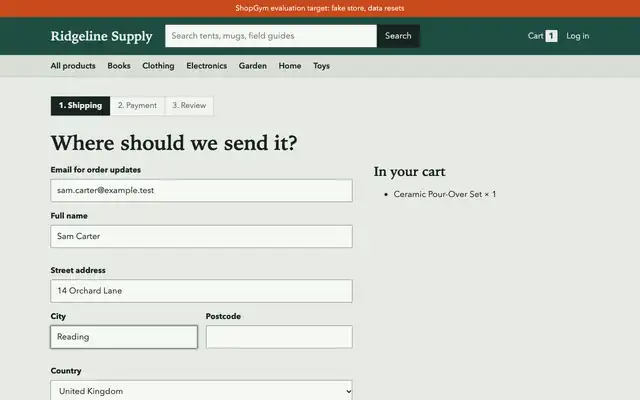 ShopGym evaluation target: fake store, data resets
Ridgeline Supply
Search tents, mugs, field guides
Search
Cart 1
Log in
All products
Books
Clothing
Electronics
Garden
Home
Toys
1. Shipping
2. Payment
3. Review
Where should we send it?
Email for order updates
sam.carter@example.test
Full name
Sam Carter
Street address
14 Orchard Lane
City
Postcode
Reading
Country
United Kingdom
In your cart
Ceramic Pour-Over Set × 1